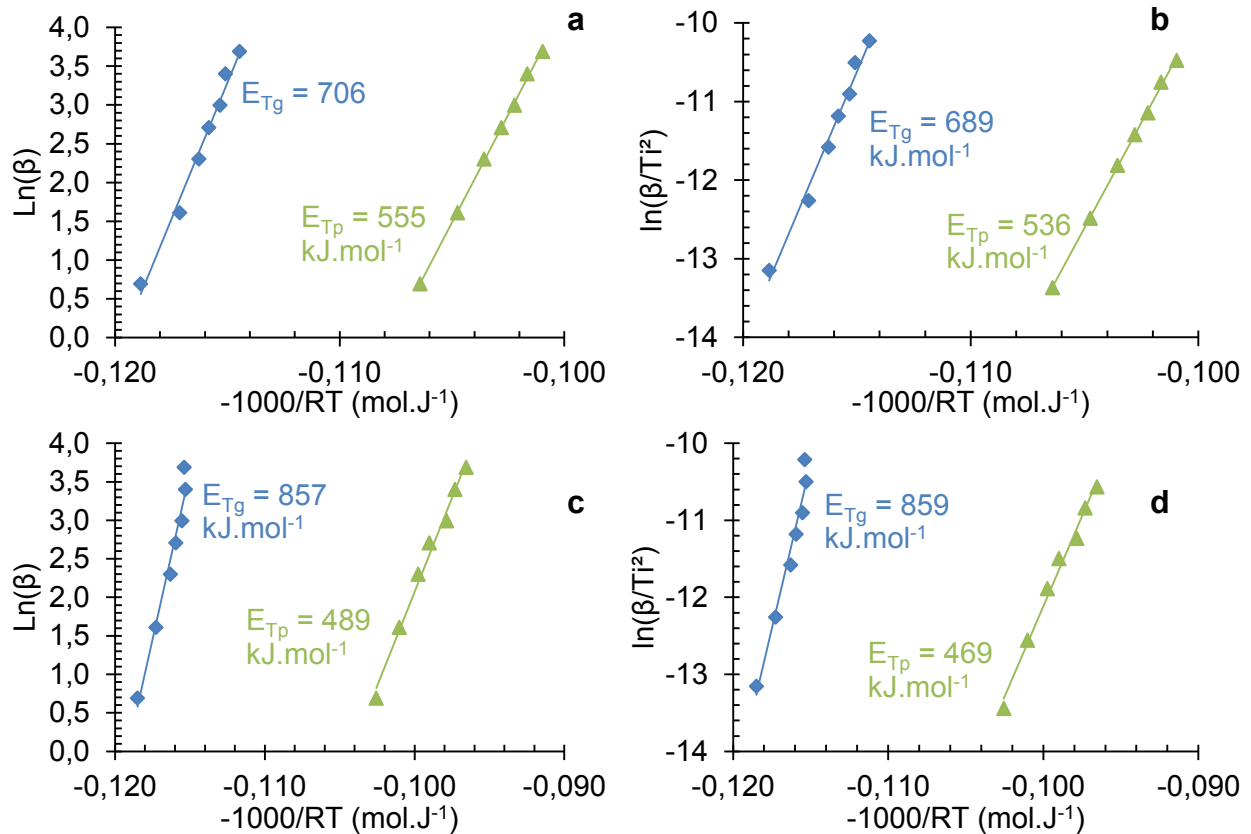 a
4,0
3,5
3,0
2,5
2,0
1,5
1,0
0,5
0,0
Ln(β)
E_Tg = 706
E_Tp = 555
kJ.mol⁻¹
-0,120
-0,110
-0,100
-1000/RT (mol.J⁻¹)
b
-10
-11
-12
-13
-14
ln(β/Ti²)
E_Tg = 689
kJ.mol⁻¹
E_Tp = 536
kJ.mol⁻¹
-0,120
-0,110
-0,100
-1000/RT (mol.J⁻¹)
c
4,0
3,5
3,0
2,5
2,0
1,5
1,0
0,5
0,0
Ln(β)
E_Tg = 857
kJ.mol⁻¹
E_Tp = 489
kJ.mol⁻¹
-0,120
-0,110
-0,100
-0,090
-1000/RT (mol.J⁻¹)
d
-10
-11
-12
-13
-14
ln(β/Ti²)
E_Tg = 859
kJ.mol⁻¹
E_Tp = 469
kJ.mol⁻¹
-0,120
-0,110
-0,100
-0,090
-1000/RT (mol.J⁻¹)